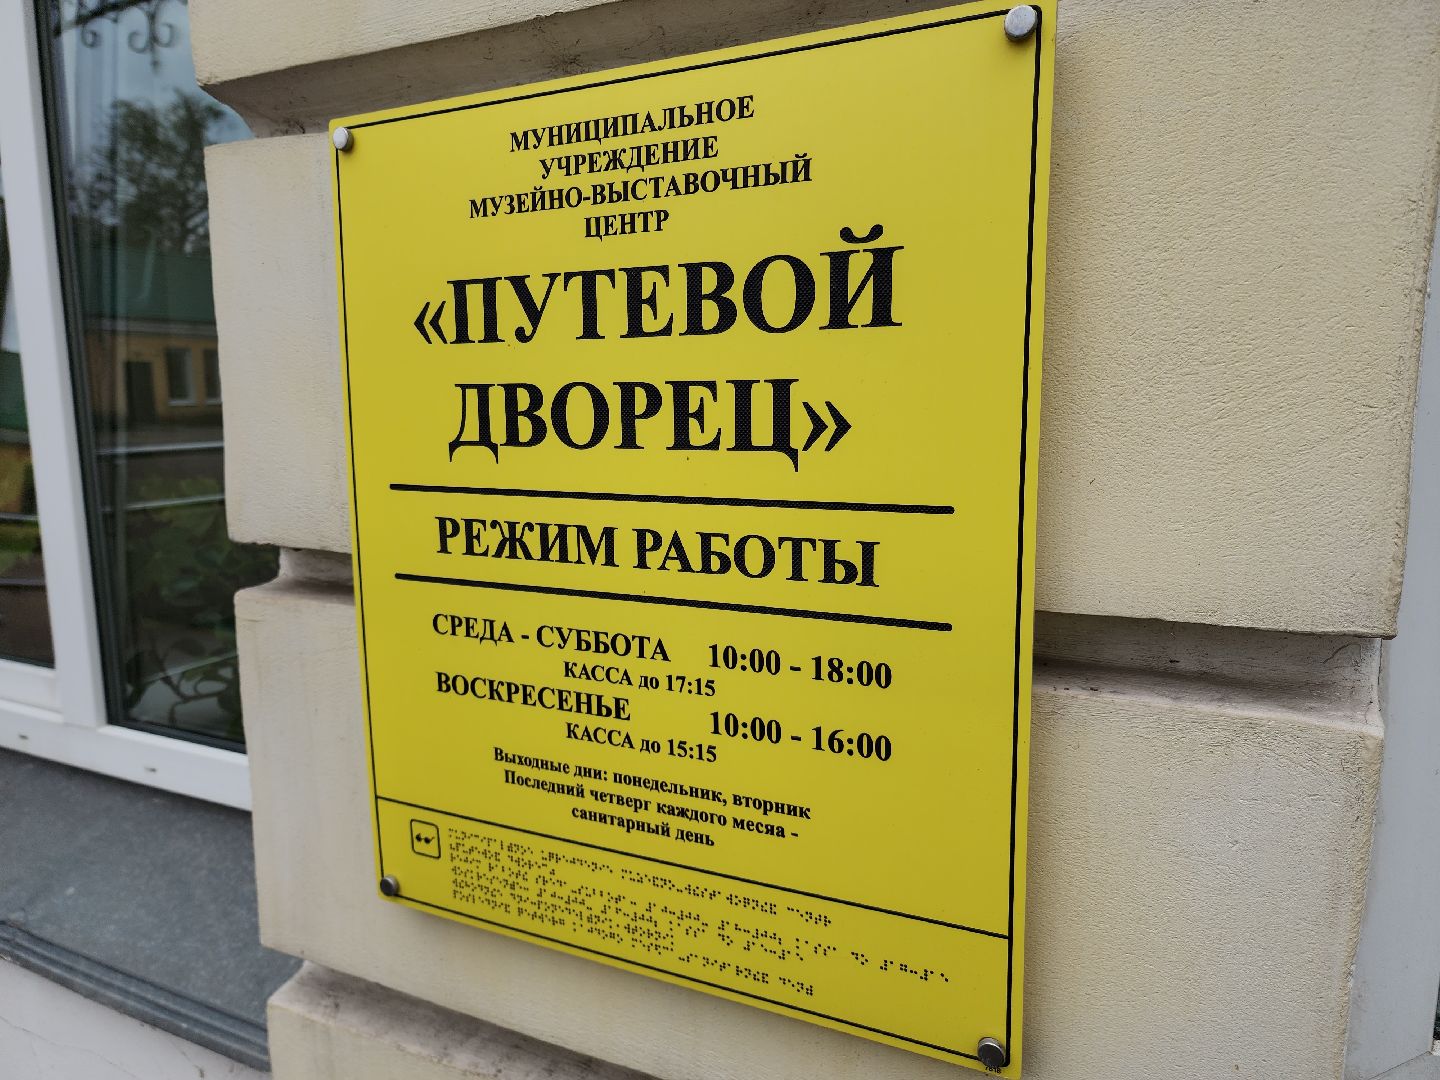 МУНИЦИПАЛЬНОЕ
УЧРЕЖДЕНИЕ
МУЗЕЙНО-ВЫСТАВОЧНЫЙ
ЦЕНТР
«ПУТЕВОЙ
ДВОРЕЦ»
РЕЖИМ РАБОТЫ
СРЕДА - СУББОТА 10:00 - 18:00
КАССА до 17:15
ВОСКРЕСЕНЬЕ 10:00 - 16:00
КАССА до 15:15
Выходные дни: понедельник, вторник
Последний четверг каждого месяа -
санитарный день